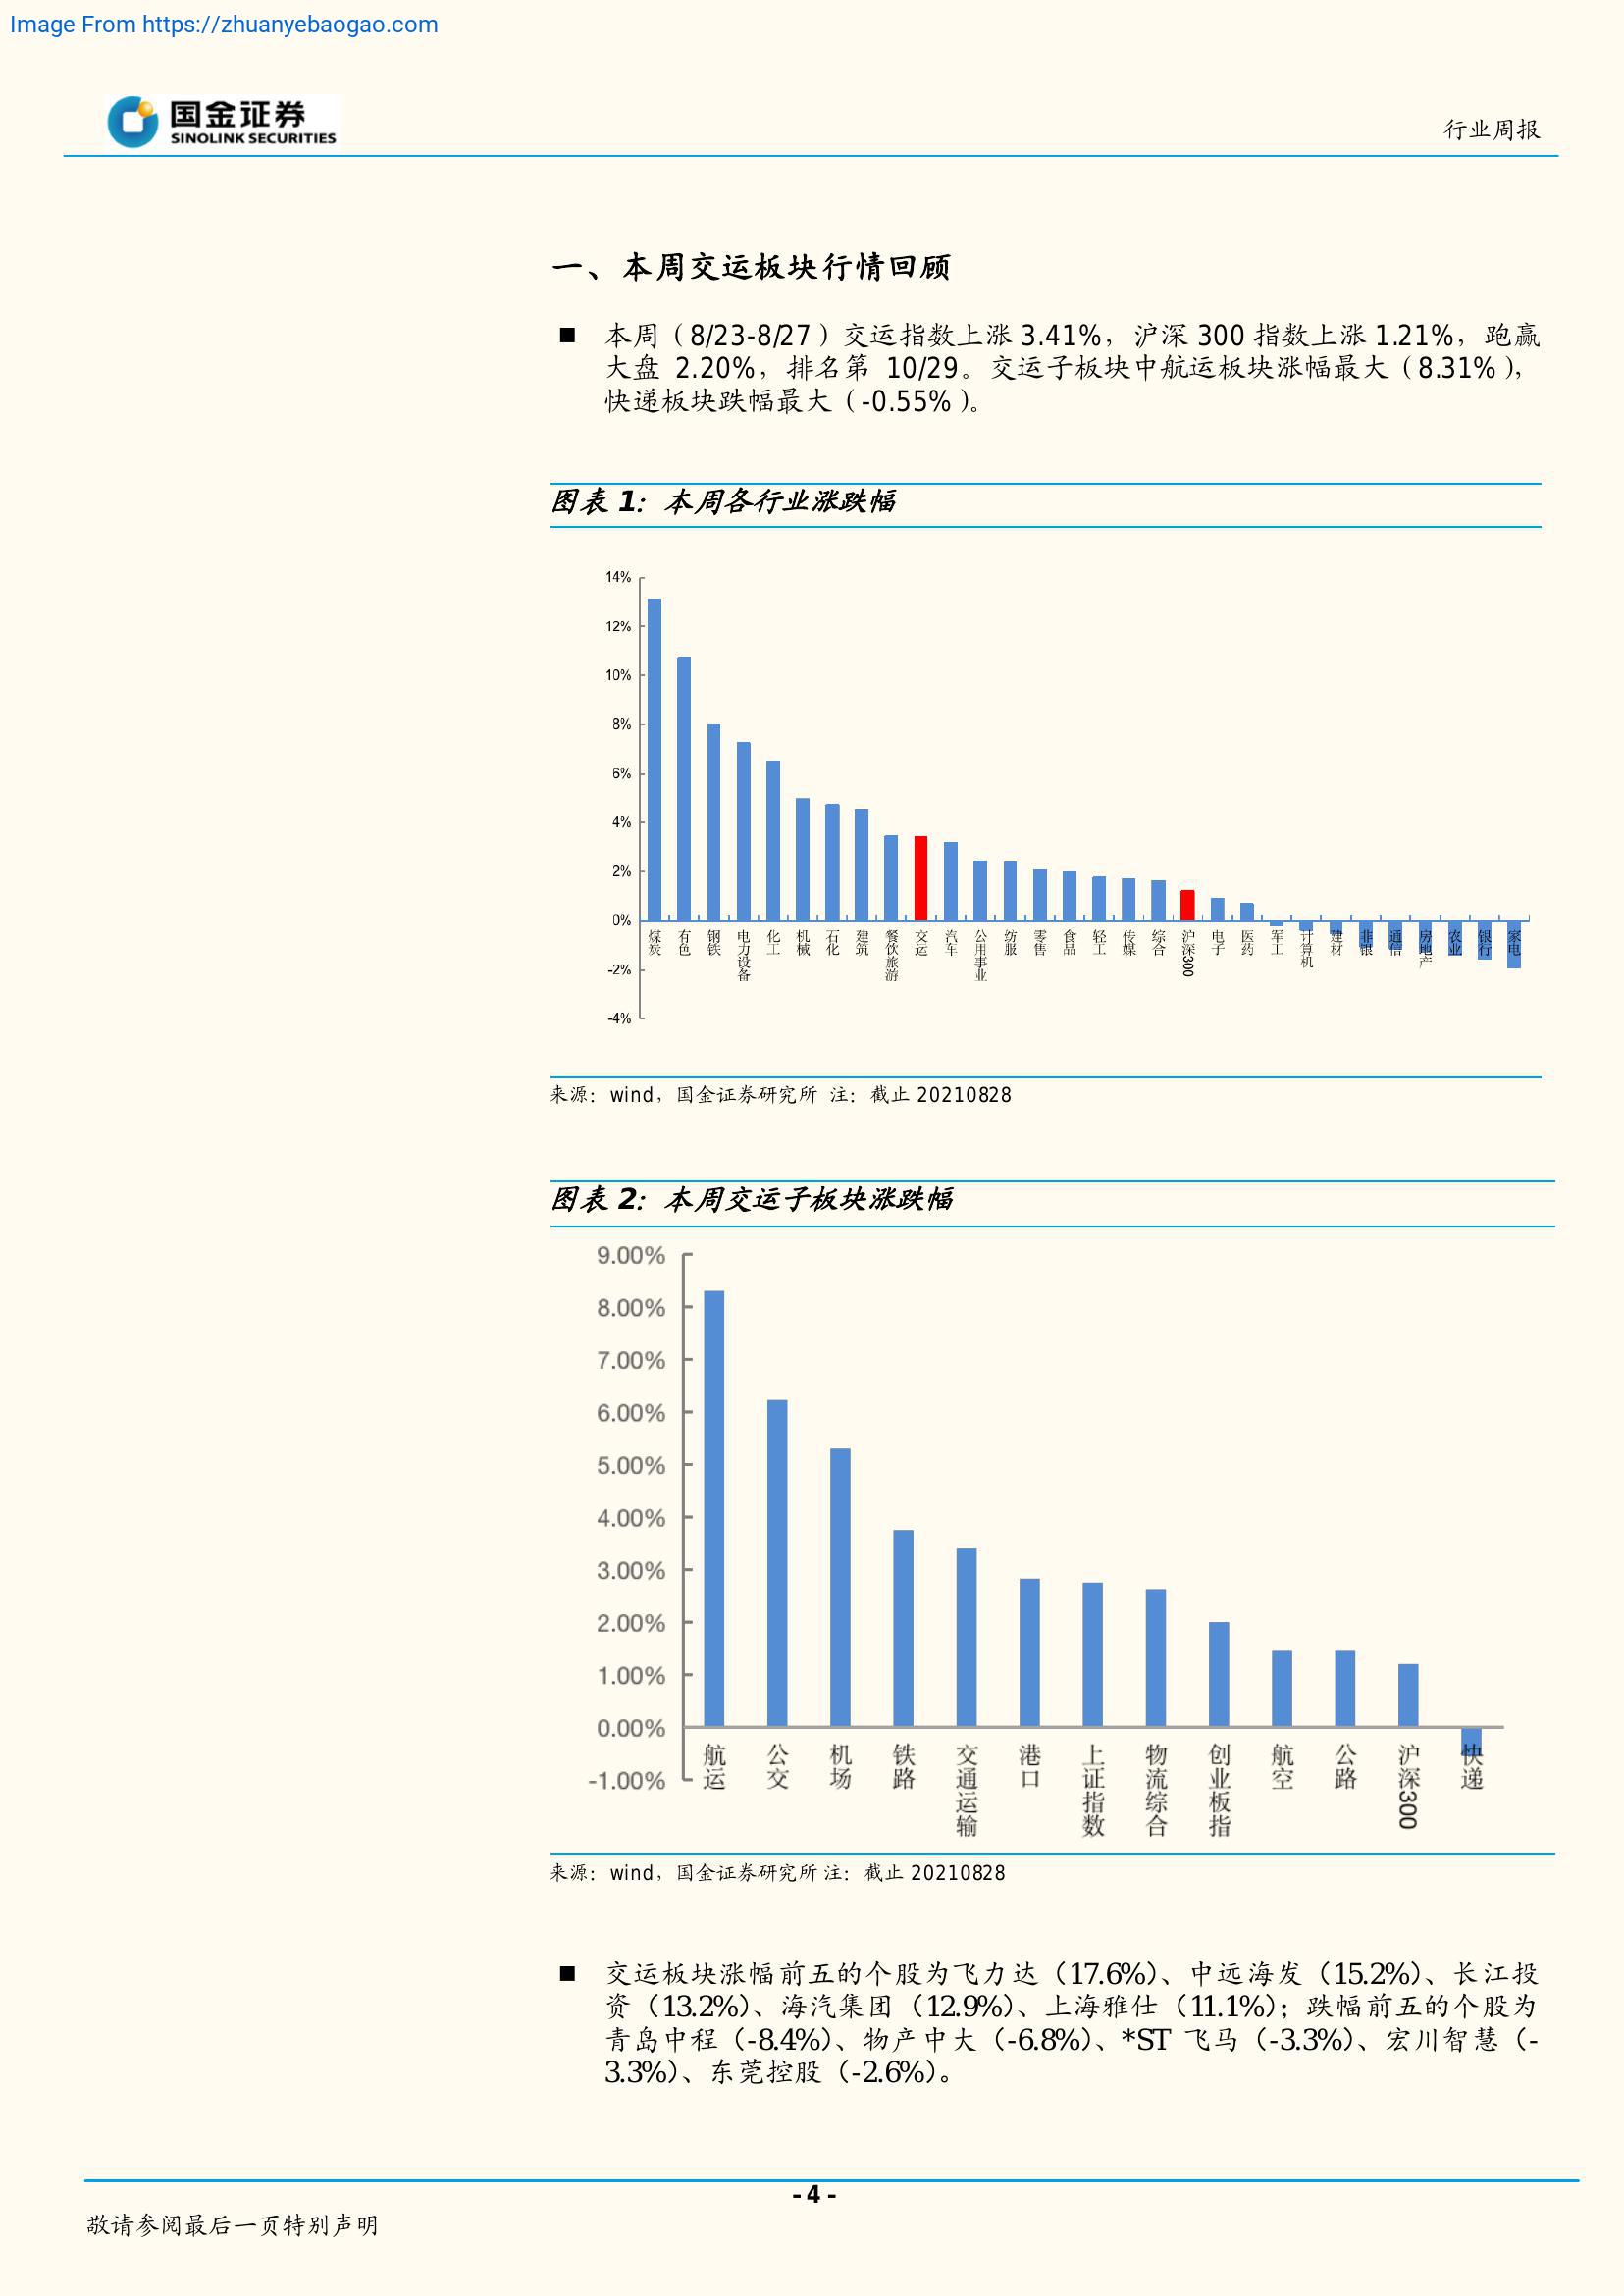 Image From https://zhuanyebaogao.com
国金证券
SINOLINK SECURITIES
行业周报
一、本周交运板块行情回顾
■ 本周（8/23-8/27）交运指数上涨 3.41%，沪深 300 指数上涨 1.21%，跑赢
大盘 2.20%，排名第 10/29。交运子板块中航运板块涨幅最大（8.31%），
快递板块跌幅最大（-0.55%）。
图表 1：本周各行业涨跌幅
14%
12%
10%
8%
6%
4%
2%
0%
-2%
-4%
煤炭
有色
钢铁
电力设备
化工
机械
石化
建筑
餐饮旅游
交运
汽车
公用事业
纺服
零售
食品
轻工
传媒
综合
沪深300
电子
医药
军工
计算机
建材
非银
通信
房地产
农业
银行
家电
来源：wind，国金证券研究所 注：截止 20210828
图表 2：本周交运子板块涨跌幅
9.00%
8.00%
7.00%
6.00%
5.00%
4.00%
3.00%
2.00%
1.00%
0.00%
-1.00%
航运
公交
机场
铁路
交通运输
港口
上证指数
物流综合
创业板指
航空
公路
沪深300
快递
来源：wind，国金证券研究所 注：截止 20210828
■ 交运板块涨幅前五的个股为飞力达（17.6%）、中远海发（15.2%）、长江投
资（13.2%）、海汽集团（12.9%）、上海雅仕（11.1%）；跌幅前五的个股为
青岛中程（-8.4%）、物产中大（-6.8%）、*ST 飞马（-3.3%）、宏川智慧（-
3.3%）、东莞控股（-2.6%）。
- 4 -
敬请参阅最后一页特别声明